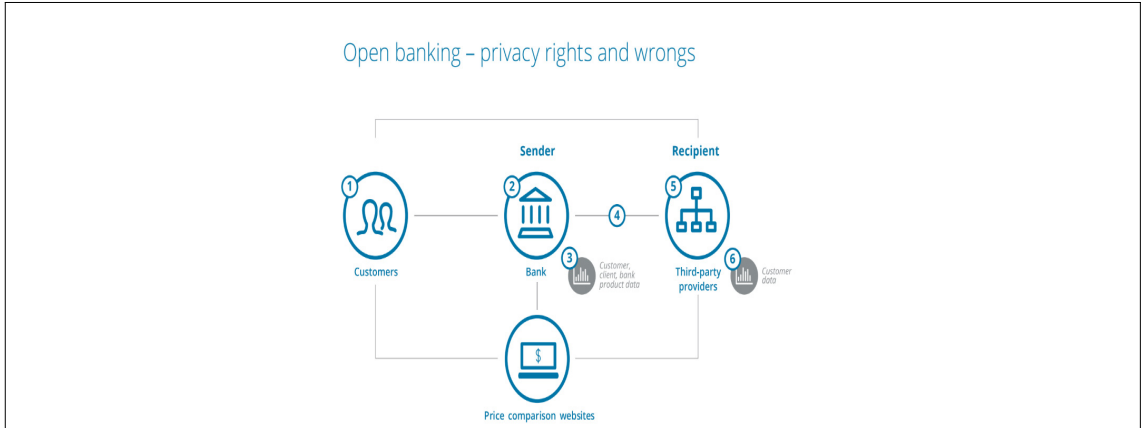 Open banking – privacy rights and wrongs
Sender
Recipient
1
2
4
5
Customers
Bank
3
Customer,
client, bank
product data
Third-party
providers
6
Customer
data
$
Price comparison websites